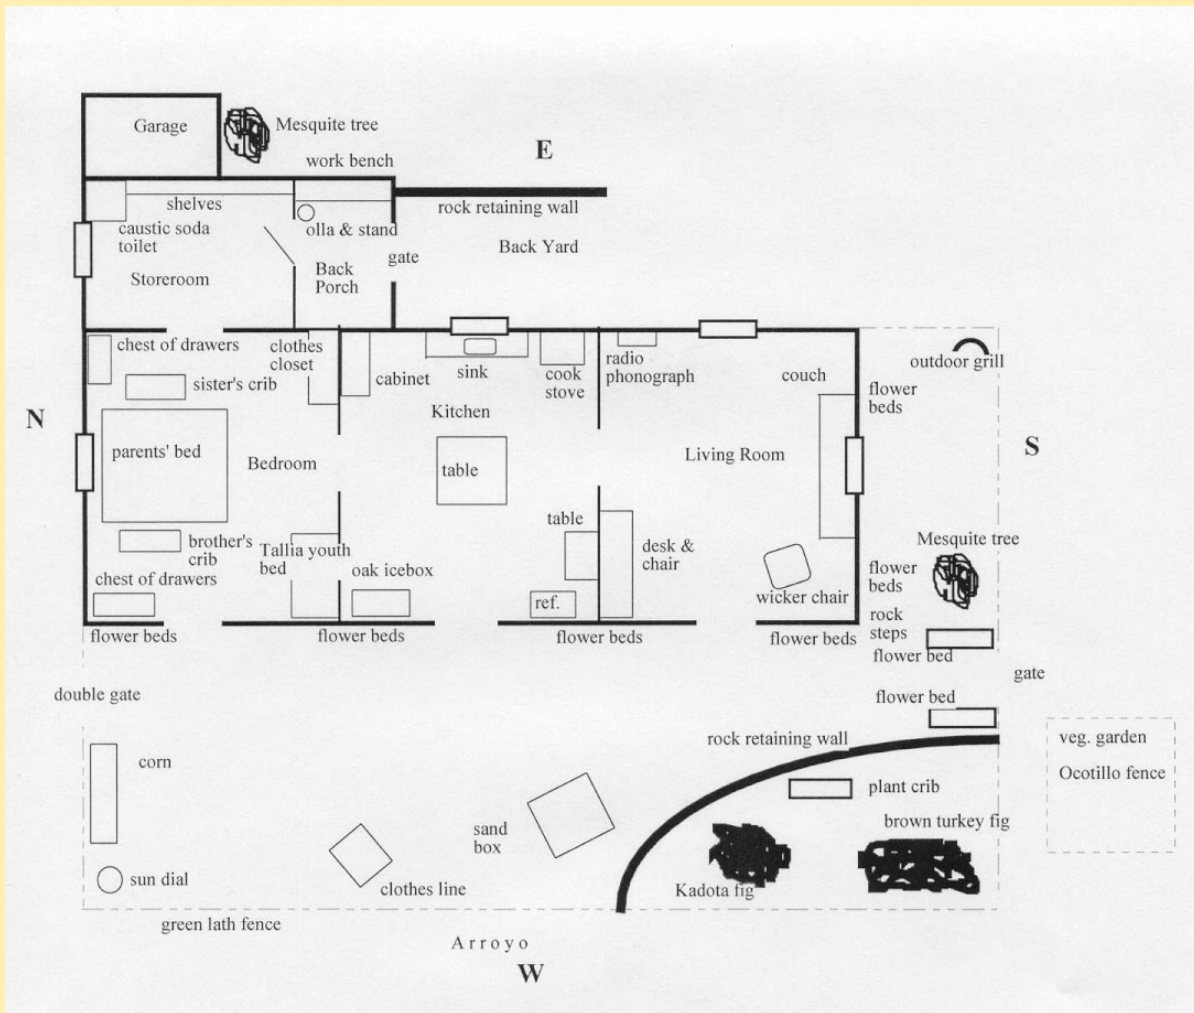 Garage
Mesquite tree
work bench
E
shelves
rock retaining wall
caustic soda
toilet
olla & stand
Back Yard
gate
Storeroom
Back
Porch
chest of drawers
clothes
closet
sister's crib
cabinet
sink
cook
stove
radio
phonograph
couch
outdoor grill
flower
beds
N
Kitchen
parents' bed
Bedroom
table
Living Room
S
table
brother's
crib
Tallia youth
bed
oak icebox
desk &
chair
Mesquite tree
flower
beds
chest of drawers
ref.
wicker chair
rock
steps
flower beds
flower beds
flower beds
flower beds
flower bed
gate
double gate
flower bed
rock retaining wall
veg. garden
corn
Ocotillo fence
plant crib
sand
box
brown turkey fig
sun dial
clothes line
Kadota fig
green lath fence
Arroyo
W